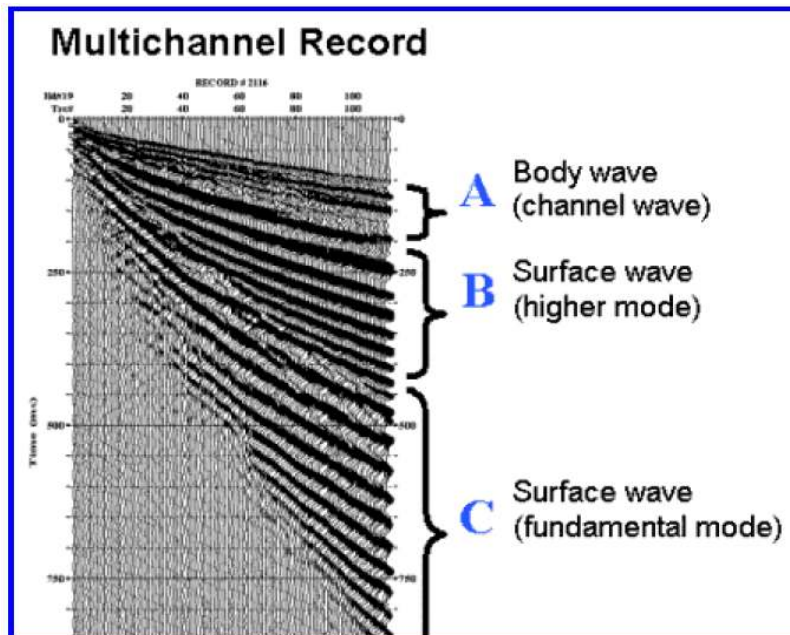 Multichannel Record
RECORD # 2116
20 40 60 80 100
20 40 60 80 100
0 0
A Body wave
(channel wave)
250 250
B Surface wave
(higher mode)
500 500
Time (ms)
C Surface wave
(fundamental mode)
750 750